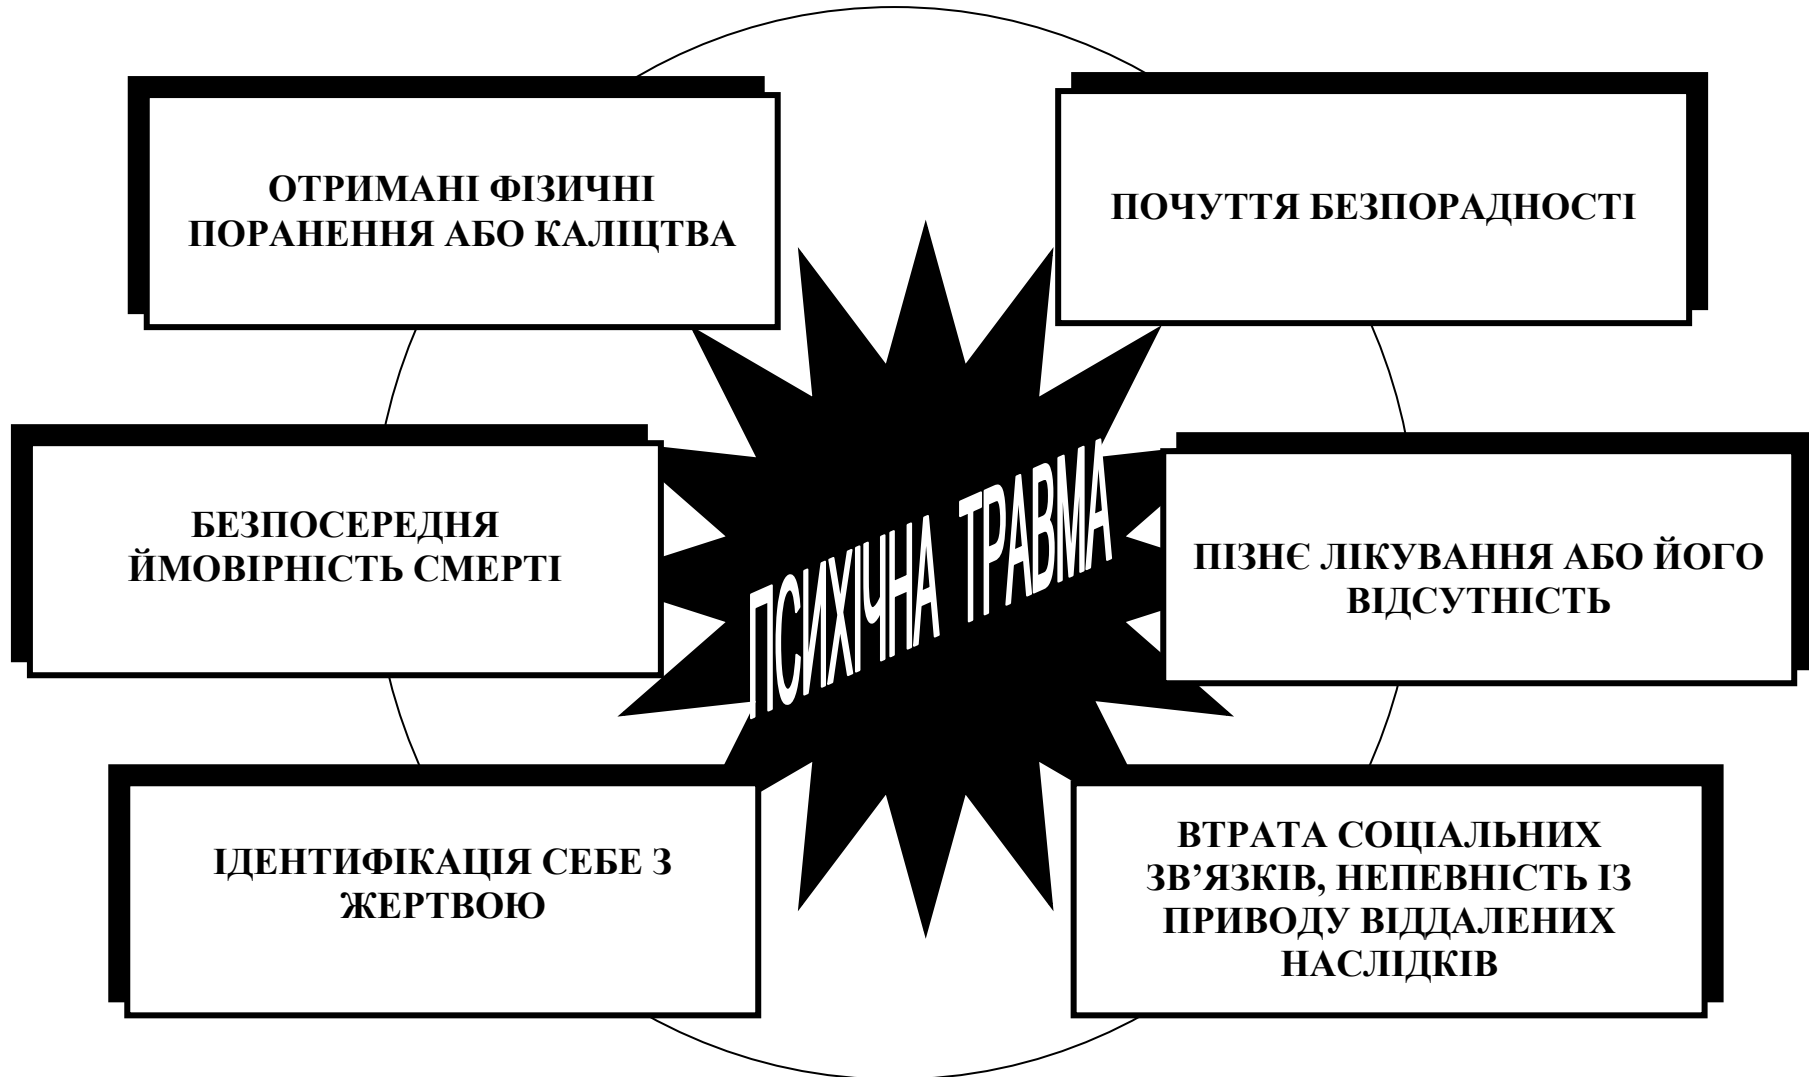 ОТРИМАНІ ФІЗИЧНІ
ПОРАНЕННЯ АБО КАЛІЦТВА
ПОЧУТТЯ БЕЗПОРАДНОСТІ
БЕЗПОСЕРЕДНЯ
ЙМОВІРНІСТЬ СМЕРТІ
ПСИХІЧНА ТРАВМА
ПІЗНЄ ЛІКУВАННЯ АБО ЙОГО
ВІДСУТНІСТЬ
ІДЕНТИФІКАЦІЯ СЕБЕ З
ЖЕРТВОЮ
ВТРАТА СОЦІАЛЬНИХ
ЗВ’ЯЗКІВ, НЕПЕВНІСТЬ ІЗ
ПРИВОДУ ВІДДАЛЕНИХ
НАСЛІДКІВ